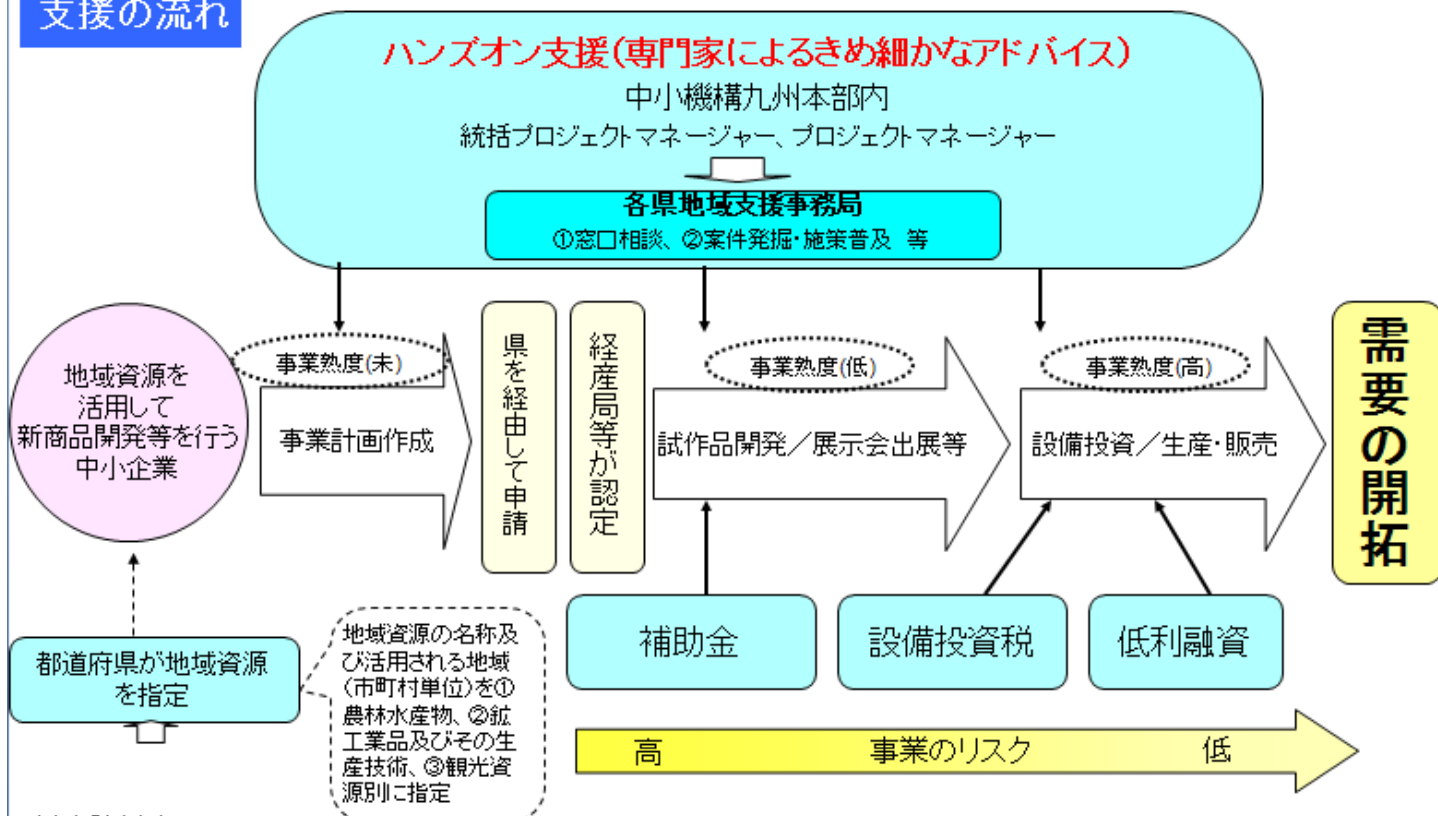 支援の流れ
ハンズオン支援(専門家によるきめ細かなアドバイス)
中小機構九州本部内
統括プロジェクトマネージャー、プロジェクトマネージャー
各県地域支援事務局
①窓口相談、②案件発掘・施策普及 等
地域資源を
活用して
新商品開発等を行う
中小企業
事業熟度(未)
事業計画作成
県を経由して申請
経産局等が認定
事業熟度(低)
試作品開発/展示会出展等
事業熟度(高)
設備投資/生産・販売
需要の開拓
都道府県が地域資源
を指定
地域資源の名称及
び活用される地域
(市町村単位)を①
農林水産物、②鉱
工業品及びその生
産技術、③観光資
源別に指定
補助金
設備投資税
低利融資
高 事業のリスク 低